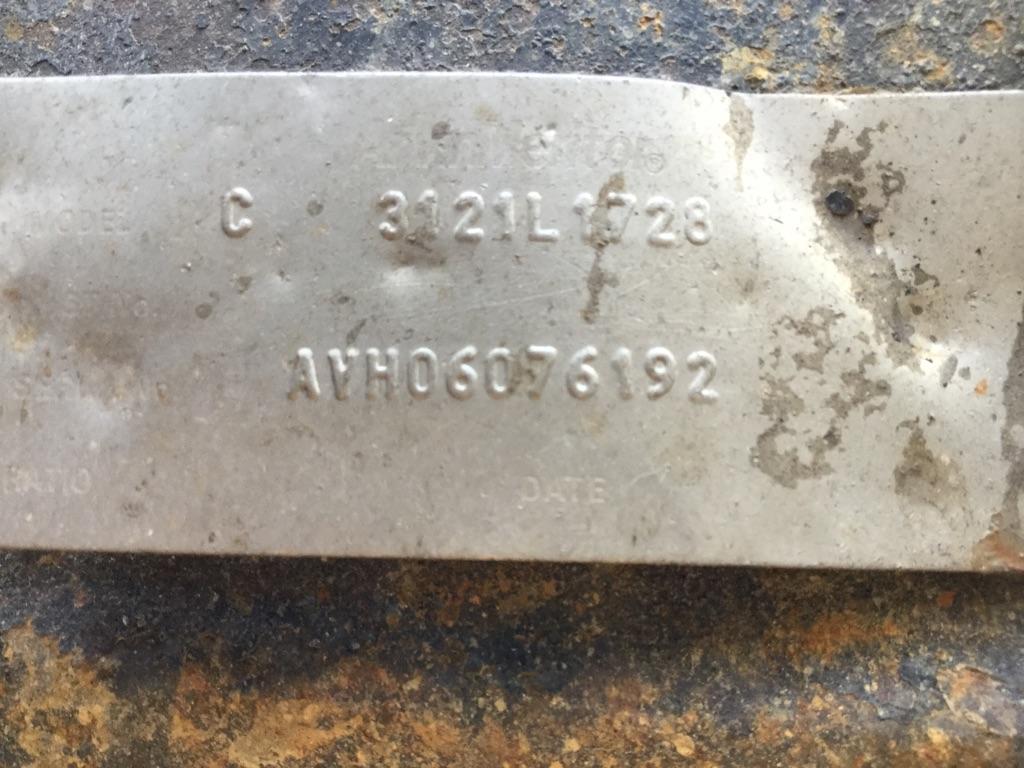 MODEL C 3121L1728
AVH06076192
RATIO DATE